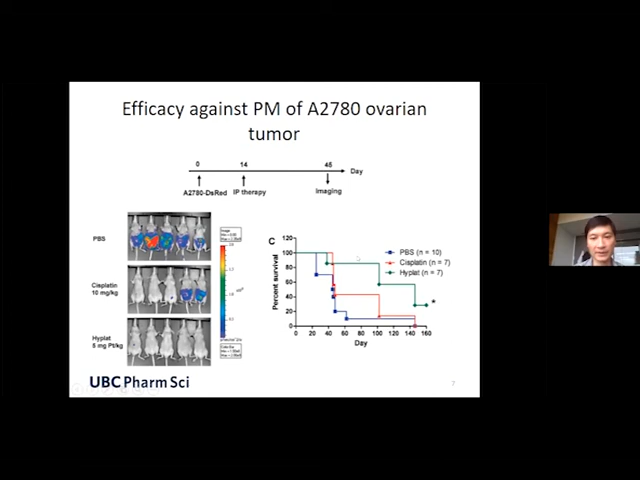 Efficacy against PM of A2780 ovarian
tumor
0 14 46 Day
A2780-DsRed IP therapy Imaging
PBS
Cisplatin
10 mg/kg
Hyplat
5 mg Pt/kg
C
Percent survival
120
100
80
60
40
20
0
0 20 40 60 80 100 120 140 160
Day
PBS (n = 10)
Cisplatin (n = 7)
Hyplat (n = 7)
*
UBC Pharm Sci
7